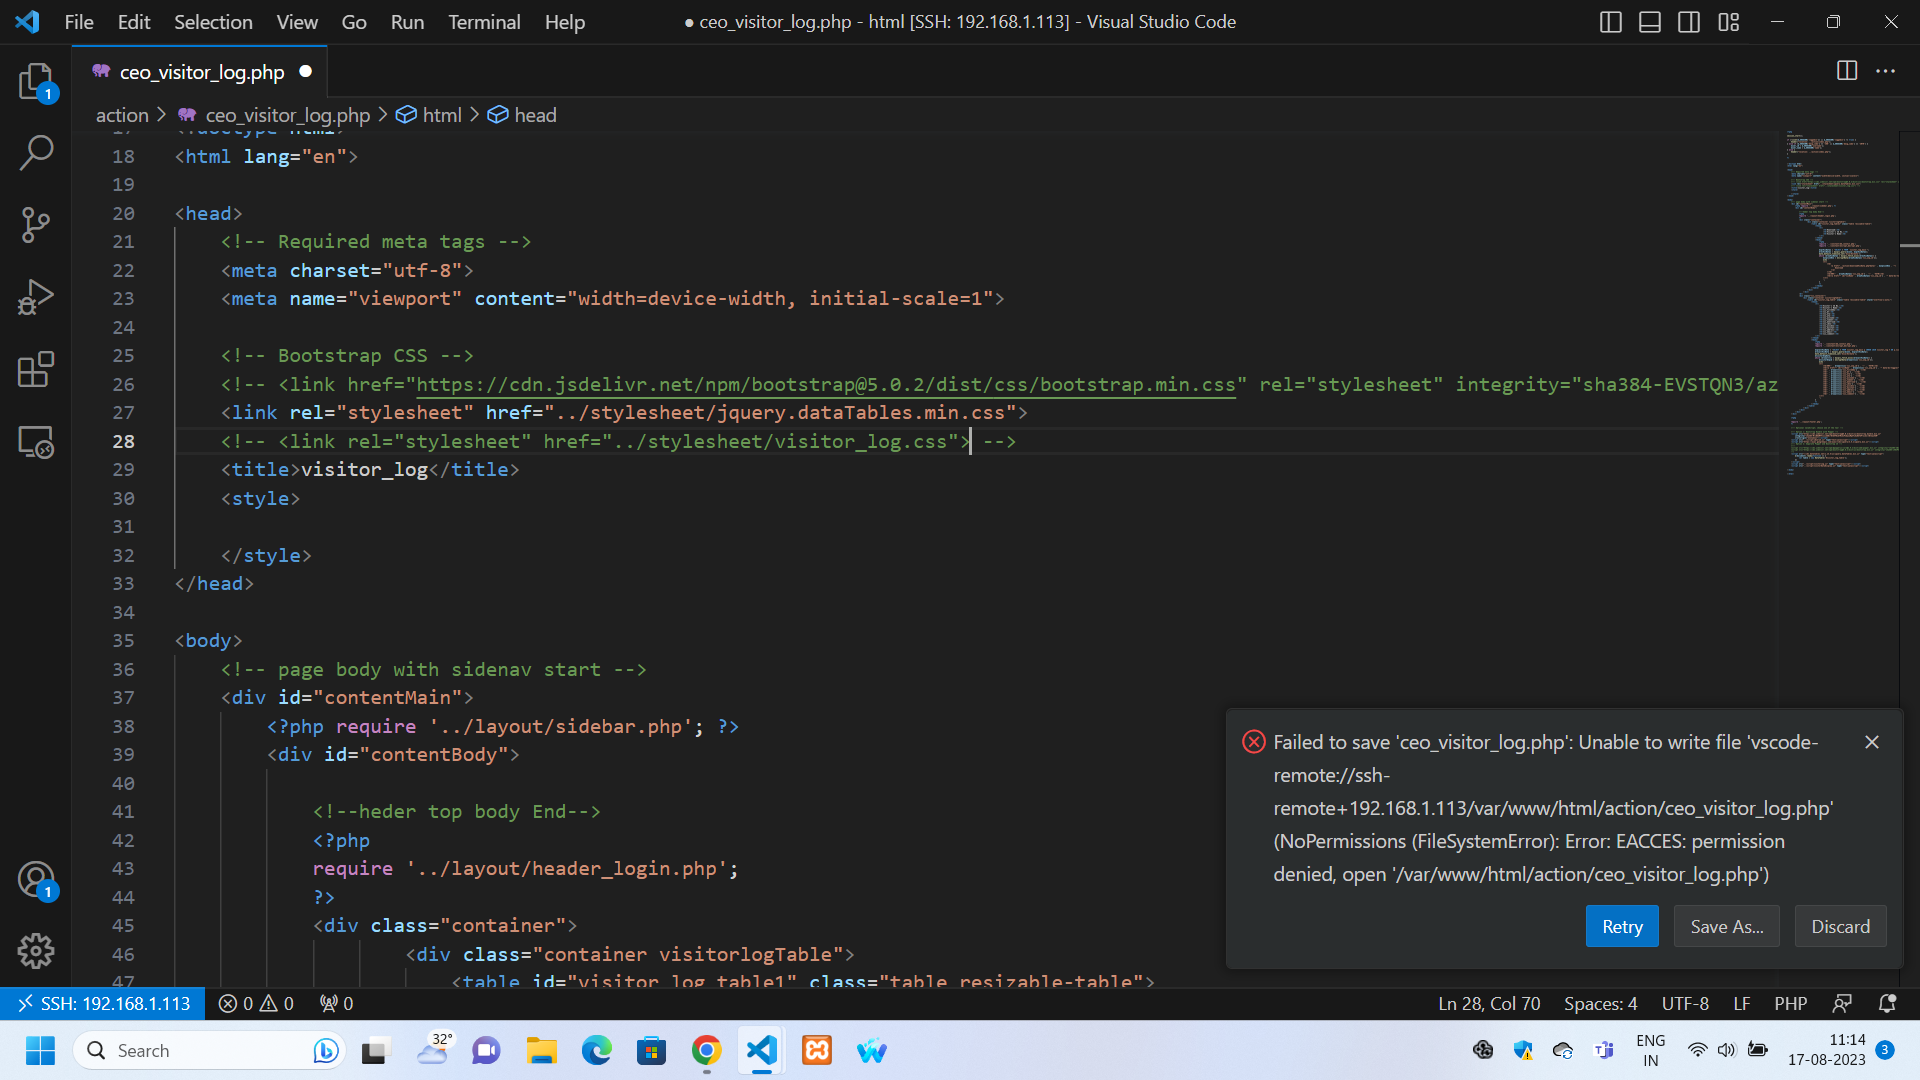 File Edit Selection View Go Run Terminal Help
● ceo_visitor_log.php - html [SSH: 192.168.1.113] - Visual Studio Code
ceo_visitor_log.php
action > ceo_visitor_log.php > html > head
18 <html lang="en">
19
20 <head>
21 <!-- Required meta tags -->
22 <meta charset="utf-8">
23 <meta name="viewport" content="width=device-width, initial-scale=1">
24
25 <!-- Bootstrap CSS -->
26 <!-- <link href="https://cdn.jsdelivr.net/npm/bootstrap@5.0.2/dist/css/bootstrap.min.css" rel="stylesheet" integrity="sha384-EVSTQN3/az
27 <link rel="stylesheet" href="../stylesheet/jquery.dataTables.min.css">
28 <!-- <link rel="stylesheet" href="../stylesheet/visitor_log.css"> -->
29 <title>visitor_log</title>
30 <style>
31
32 </style>
33 </head>
34
35 <body>
36 <!-- page body with sidenav start -->
37 <div id="contentMain">
38 <?php require '../layout/sidebar.php'; ?>
39 <div id="contentBody">
40
41 <!--heder top body End-->
42 <?php
43 require '../layout/header_login.php';
44 ?>
45 <div class="container">
46 <div class="container visitorlogTable">
47 <table id="visitor_log_table1" class="table resizable-table">
1
1
Failed to save 'ceo_visitor_log.php': Unable to write file 'vscode-
remote://ssh-
remote+192.168.1.113/var/www/html/action/ceo_visitor_log.php'
(NoPermissions (FileSystemError): Error: EACCES: permission
denied, open '/var/www/html/action/ceo_visitor_log.php')
Retry Save As... Discard
SSH: 192.168.1.113 0 0 0
Ln 28, Col 70 Spaces: 4 UTF-8 LF PHP
Search
32°
ENG
IN
11:14
17-08-2023
3